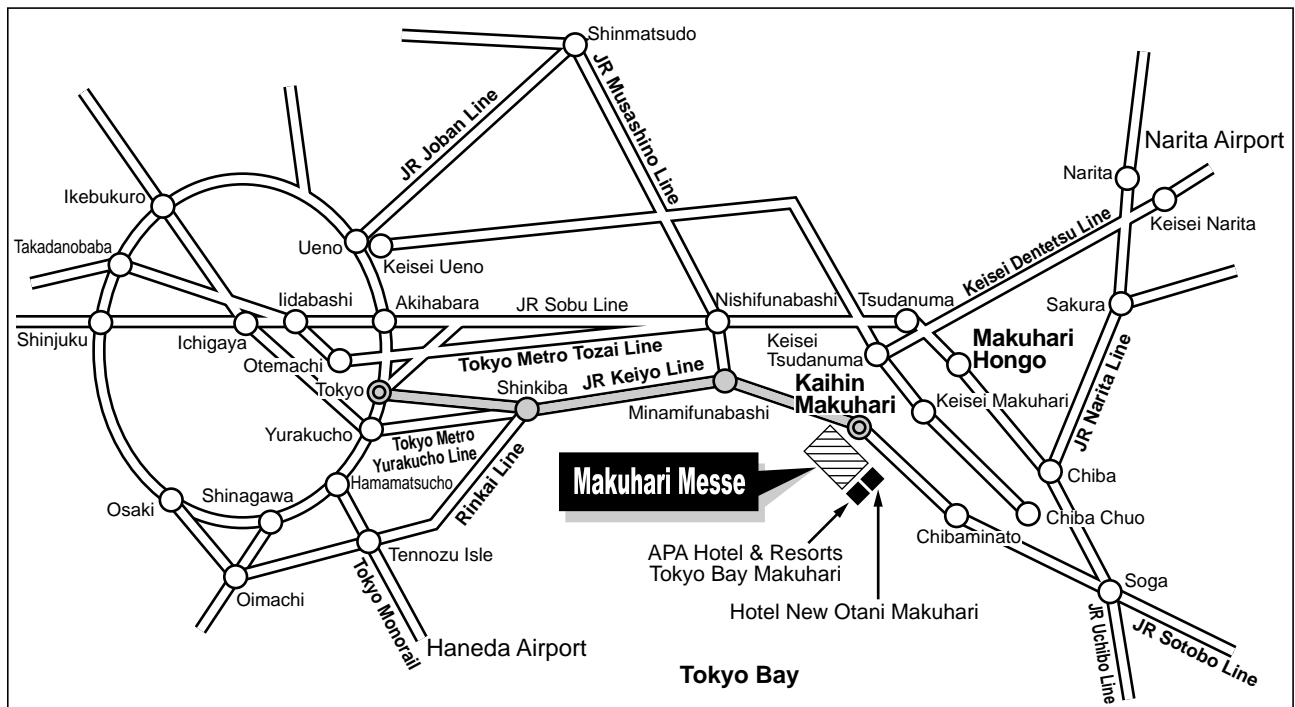 Shinmatsudo
JR Musashino Line
JR Joban Line
Narita Airport
Narita
Ikebukuro
Keisei Narita
Keisei Dentetsu Line
Takadanobaba
Ueno
Keisei Ueno
Iidabashi
Akihabara
JR Sobu Line
Nishifunabashi
Tsudanuma
Sakura
Shinjuku
Ichigaya
Otemachi
Tokyo Metro Tozai Line
Keisei
Tsudanuma
Makuhari
Hongo
JR Narita Line
Tokyo
Shinkiba
JR Keiyo Line
Minamifunabashi
Kaihin
Makuhari
Keisei Makuhari
Yurakucho
Tokyo Metro
Yurakucho Line
Rinkai Line
Hamamatsucho
Makuhari Messe
Chiba
Osaki
Shinagawa
Chiba Chuo
Chibaminato
Tennozu Isle
APA Hotel & Resorts
Tokyo Bay Makuhari
Hotel New Otani Makuhari
Soga
Oimachi
Tokyo Monorail
Haneda Airport
JR Uchibo Line
JR Sotobo Line
Tokyo Bay